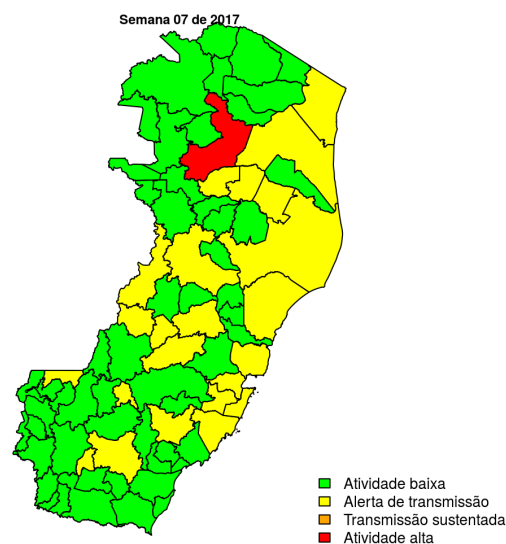 Semana 07 de 2017
Atividade baixa
Alerta de transmissão
Transmissão sustentada
Atividade alta